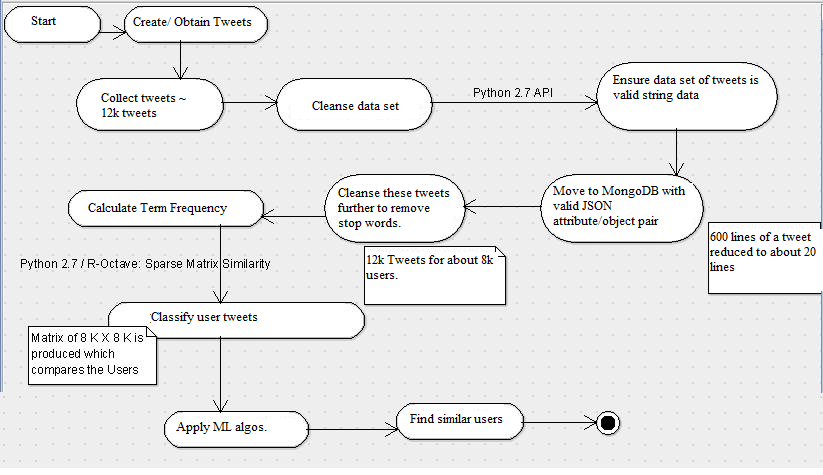 Start
Create/ Obtain Tweets
Collect tweets ~
12k tweets
Cleanse data set
Python 2.7 API
Ensure data set of tweets is
valid string data
Move to MongoDB with
valid JSON
attribute/object pair
600 lines of a tweet
reduced to about 20
lines
Cleanse these tweets
further to remove
stop words.
12k Tweets for about 8k
users.
Calculate Term Frequency
Python 2.7 / R-Octave: Sparse Matrix Similarity
Classify user tweets
Matrix of 8 K X 8 K is
produced which
compares the Users
Apply ML algos.
Find similar users